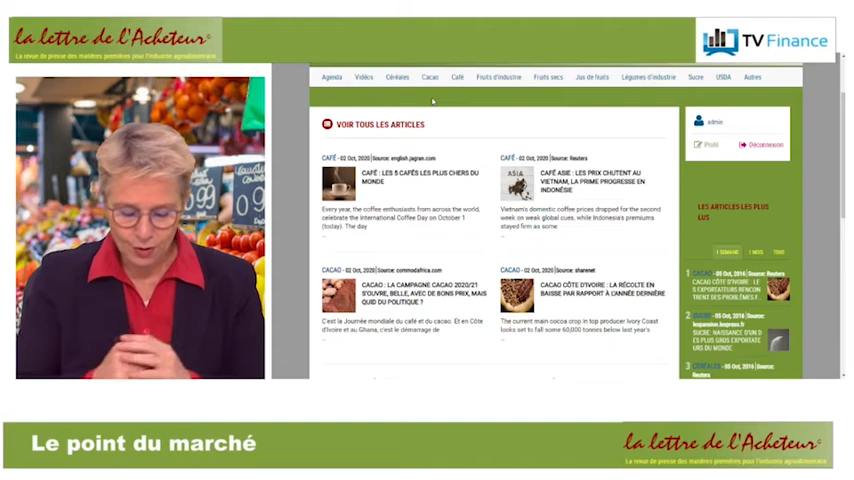 la lettre de l'Acheteur©
La revue de presse des matières premières pour l'industrie agroalimentaire
TV Finance
Agenda Vidéos Céréales Cacao Café Fruits d'industrie Fruits secs Jus de fruits Légumes d'industrie Sucre USDA Autres
VOIR TOUS LES ARTICLES
admin
Profil Déconnexion
CAFÉ - 02 Oct, 2020 | Source: english.jagran.com
CAFÉ : LES 5 CAFÉS LES PLUS CHERS DU
MONDE
Every year, the coffee enthusiasts from across the world,
celebrate the International Coffee Day on October 1
(today). The day
...
CAFÉ - 02 Oct, 2020 | Source: Reuters
ASIA
CAFÉ ASIE : LES PRIX CHUTENT AU
VIETNAM, LA PRIME PROGRESSE EN
INDONÉSIE
Vietnam's domestic coffee prices dropped for the second
week on weak global cues, while Indonesia's premiums
stayed firm as some
...
CACAO - 02 Oct, 2020 | Source: commodafrica.com
CACAO : LA CAMPAGNE CACAO 2020/21
S'OUVRE, BELLE, AVEC DE BONS PRIX, MAIS
QUID DU POLITIQUE ?
C'est la Journée mondiale du café et du cacao. Et en Côte
d'Ivoire et au Ghana, c'est le démarrage de
...
CACAO - 02 Oct, 2020 | Source: sharenet
CACAO CÔTE D'IVOIRE : LA RÉCOLTE EN
BAISSE PAR RAPPORT À L'ANNÉE DERNIÈRE
The current main cocoa crop in top producer Ivory Coast
looks set to fall some 60,000 tonnes below last year's
...
LES ARTICLES LES PLUS
LUS
1 SEMAINE 1 MOIS TOUS
1 CACAO - 05 Oct, 2016 | Source: Reuters
CACAO CÔTE D'IVOIRE : LE
S EXPORTATEURS RENCON
TRENT DES PROBLÈMES F...
2 SUCRE - 05 Oct, 2016 | Source:
lexpansion.lexpress.fr
SUCRE: NAISSANCE D'UN D
ES PLUS GROS EXPORTATE
URS DU MONDE
3 CÉRÉALES - 05 Oct, 2016 | Source:
Reuters
0.99
Le point du marché
la lettre de l'Acheteur©
La revue de presse des matières premières pour l'industrie agroalimentaire